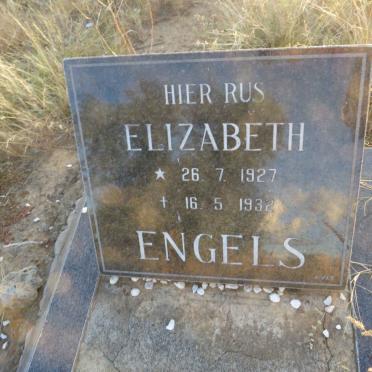 HIER RUS
ELIZABETH
★ 26 7 1927
✝ 16 5 1932
ENGELS